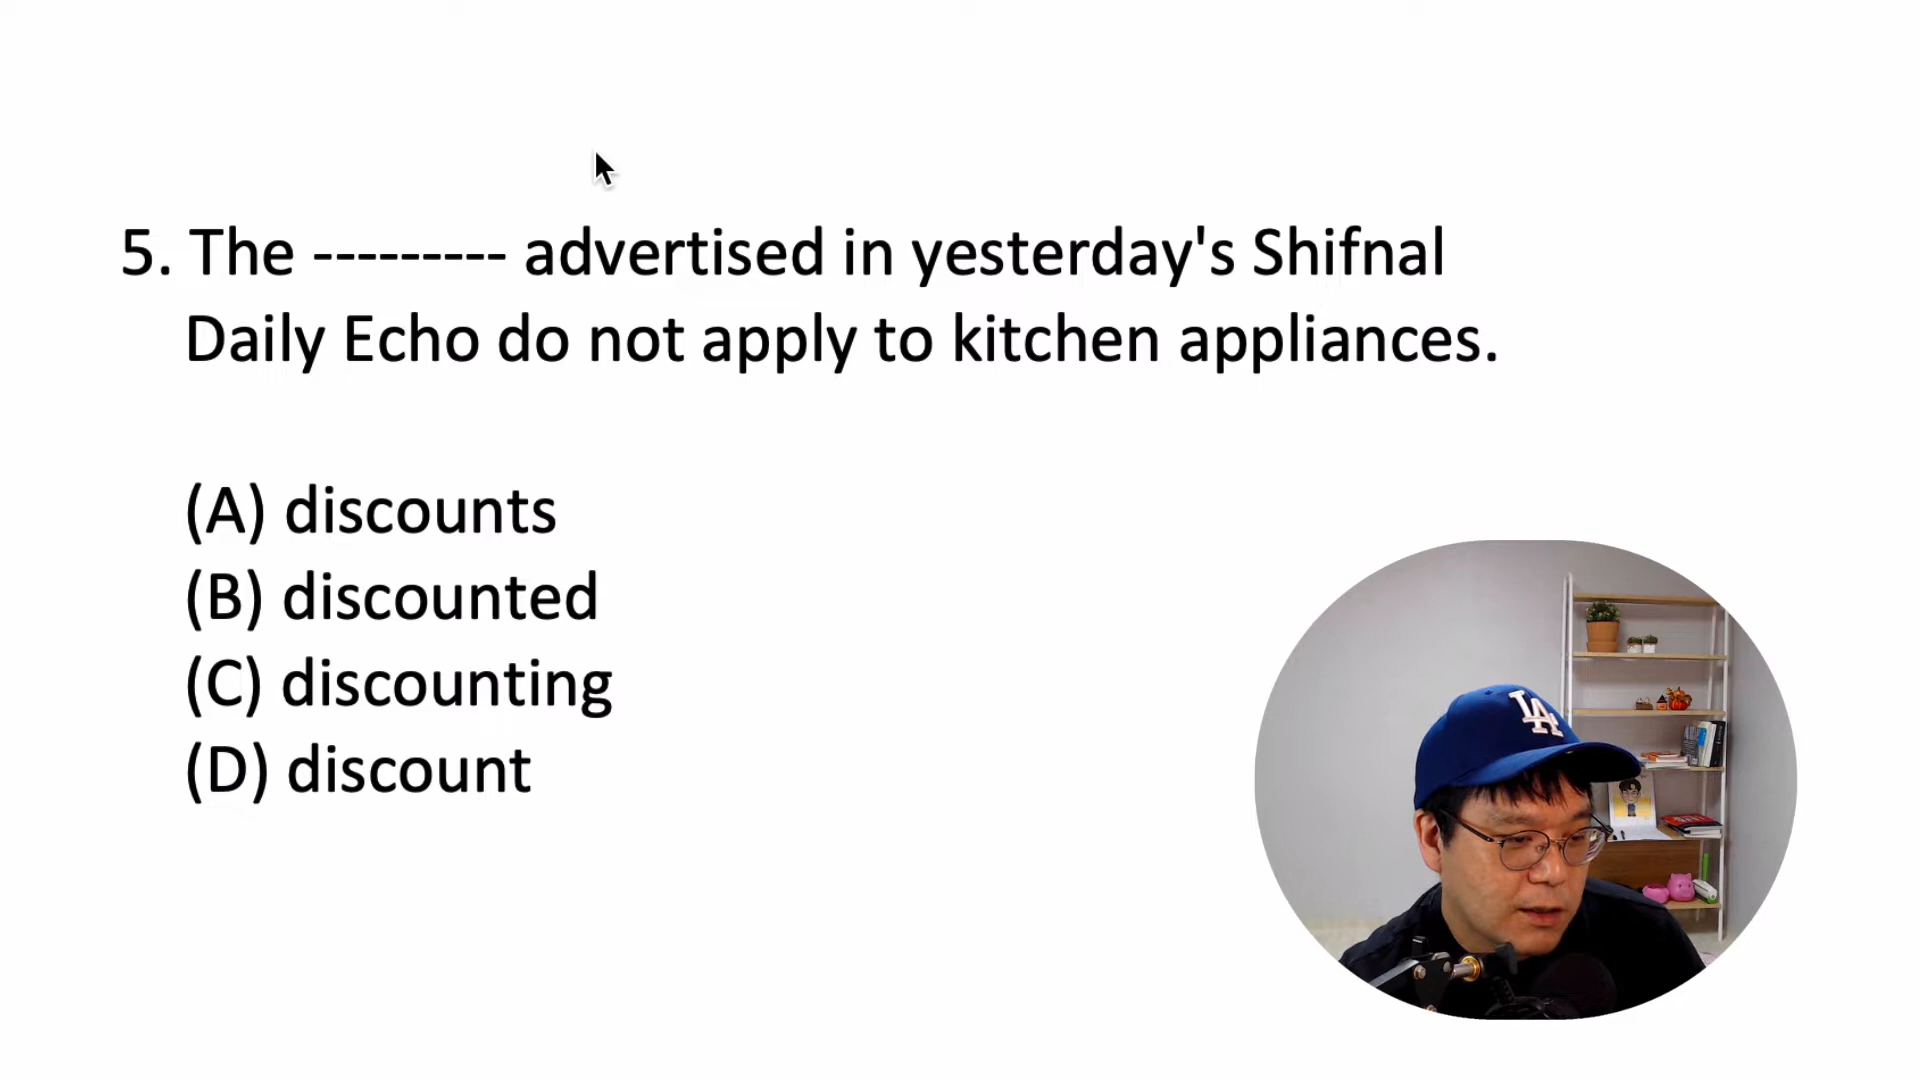 5. The --------- advertised in yesterday's Shifnal
Daily Echo do not apply to kitchen appliances.
(A) discounts
(B) discounted
(C) discounting
(D) discount
LA